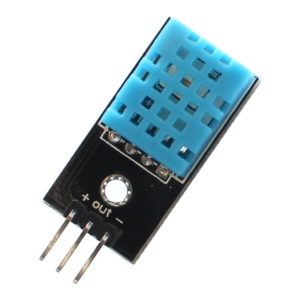 + out -